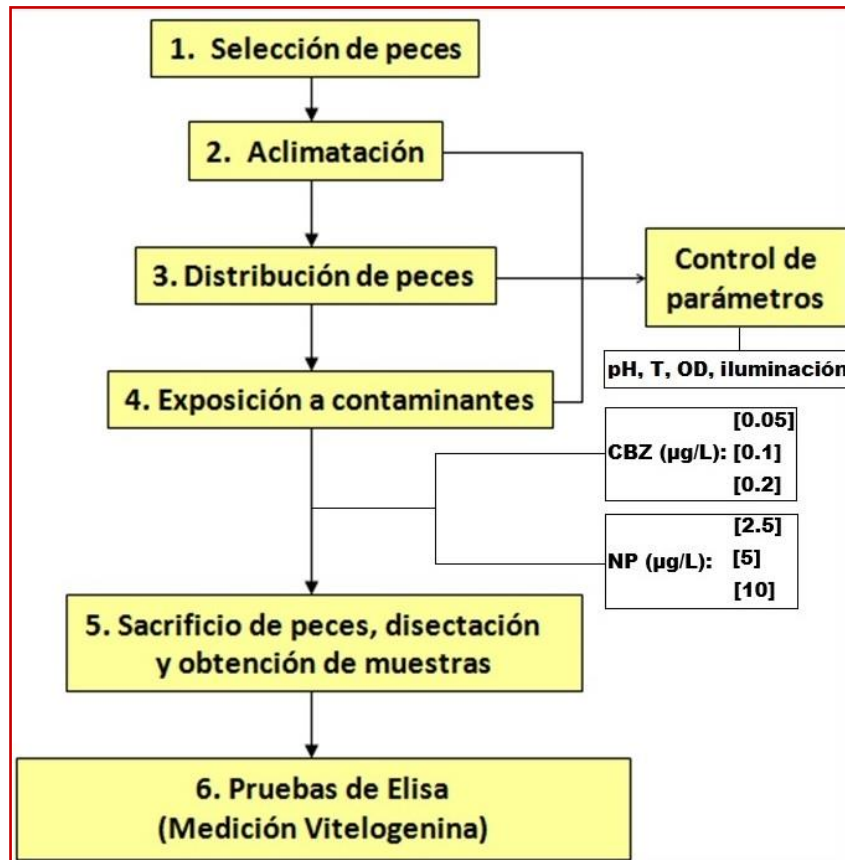 1. Selección de peces
2. Aclimatación
3. Distribución de peces
Control de
parámetros
pH, T, OD, iluminación
4. Exposición a contaminantes
[0.05]
CBZ (µg/L): [0.1]
[0.2]
[2.5]
NP (µg/L): [5]
[10]
5. Sacrificio de peces, disectación
y obtención de muestras
6. Pruebas de Elisa
(Medición Vitelogenina)